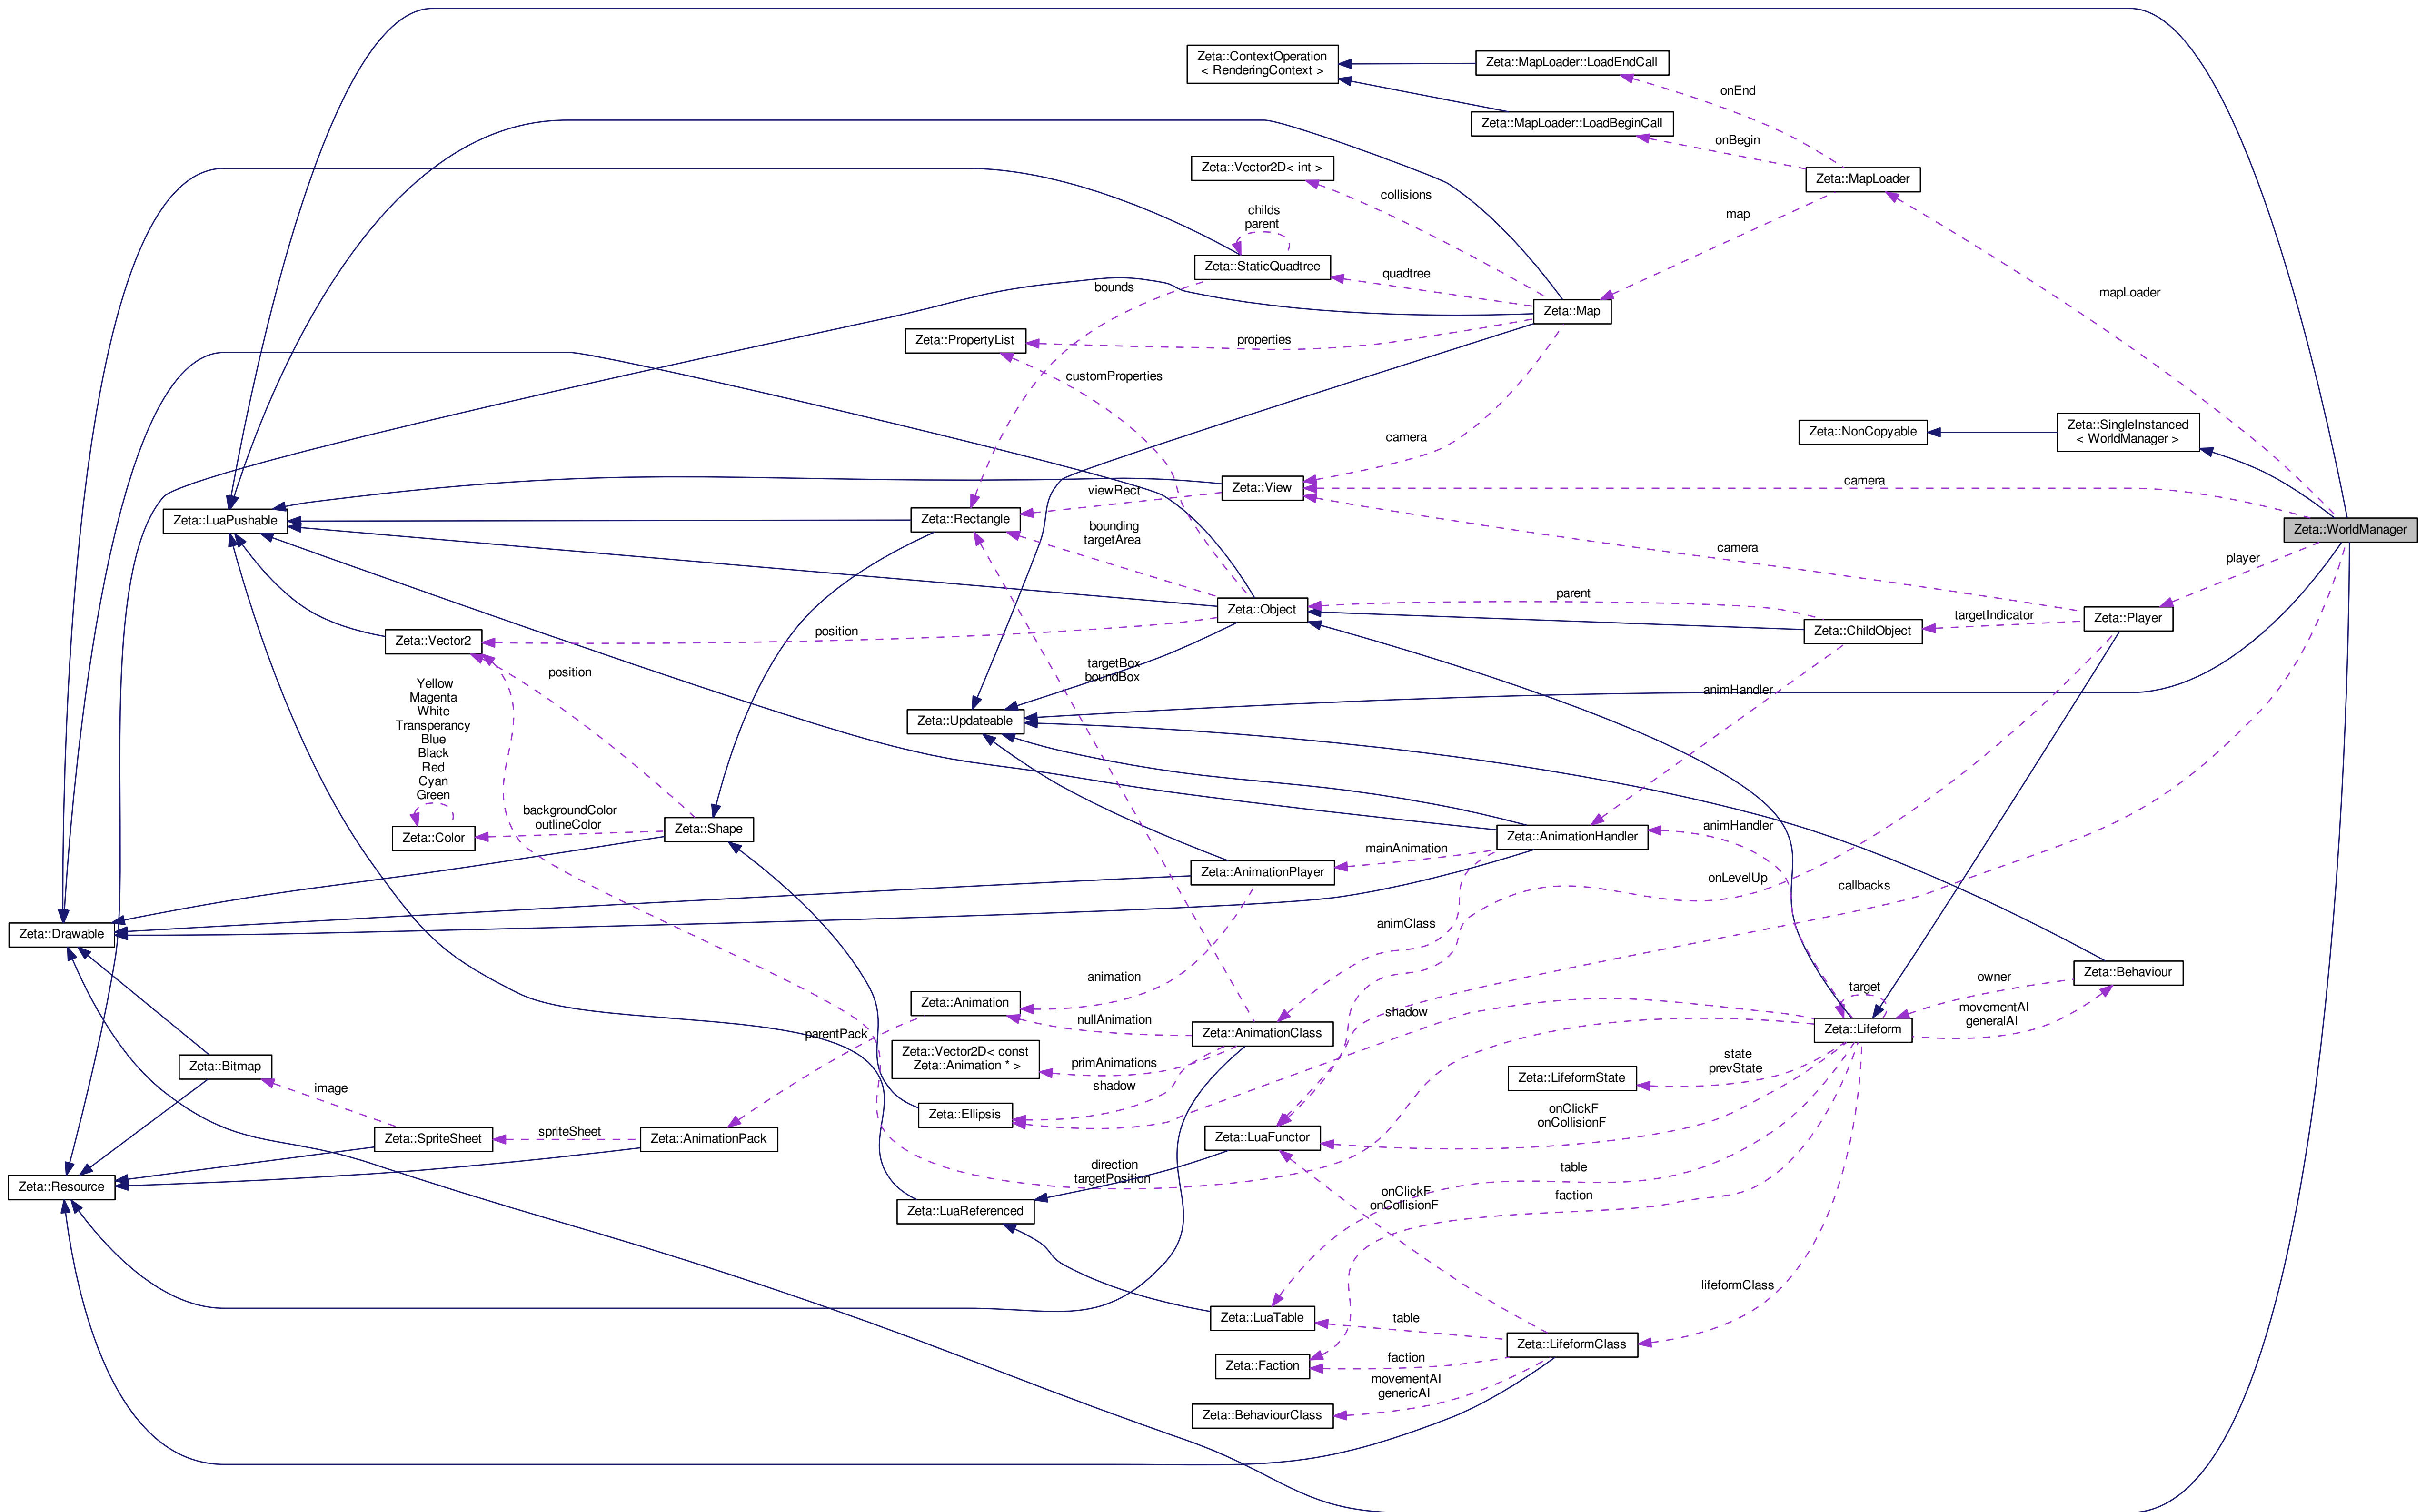 Zeta::ContextOperation
< RenderingContext >
Zeta::MapLoader::LoadEndCall
onEnd
Zeta::MapLoader::LoadBeginCall
onBegin
Zeta::Vector2D< int >
Zeta::MapLoader
collisions
childs
parent
map
Zeta::StaticQuadtree
quadtree
bounds
mapLoader
Zeta::Map
Zeta::PropertyList
properties
customProperties
Zeta::NonCopyable
Zeta::SingleInstanced
< WorldManager >
camera
Zeta::View
camera
viewRect
Zeta::LuaPushable
Zeta::Rectangle
bounding
targetArea
Zeta::WorldManager
camera
player
parent
Zeta::Object
targetIndicator
Zeta::Player
Zeta::ChildObject
position
Zeta::Vector2
position
targetBox
boundBox
animHandler
Yellow
Magenta
White
Transperancy
Blue
Black
Red
Cyan
Green
Zeta::Updateable
backgroundColor
outlineColor
Zeta::Color
Zeta::Shape
animHandler
Zeta::AnimationHandler
mainAnimation
Zeta::AnimationPlayer
onLevelUp
callbacks
animClass
Zeta::Drawable
animation
Zeta::Animation
nullAnimation
Zeta::AnimationClass
shadow
target
owner
Zeta::Behaviour
movementAI
generalAI
Zeta::Lifeform
parentPack
Zeta::Vector2D< const
Zeta::Animation * >
primAnimations
shadow
state
prevState
Zeta::LifeformState
Zeta::Bitmap
image
Zeta::Ellipsis
onClickF
onCollisionF
Zeta::SpriteSheet
spriteSheet
Zeta::AnimationPack
Zeta::LuaFunctor
direction
targetPosition
table
Zeta::Resource
Zeta::LuaReferenced
onClickF
onCollisionF
faction
lifeformClass
Zeta::LuaTable
table
Zeta::LifeformClass
Zeta::Faction
faction
movementAI
genericAI
Zeta::BehaviourClass